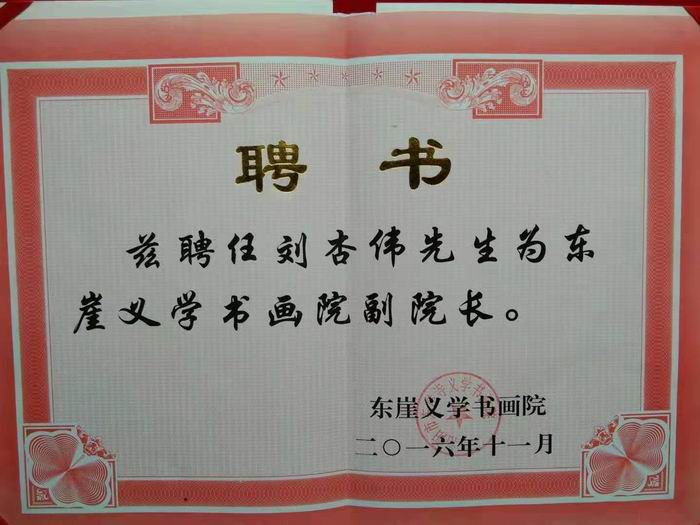 聘书
兹聘任刘杏伟先生为东
崖义学书画院副院长。
东崖义学书画院
二〇一六年十一月